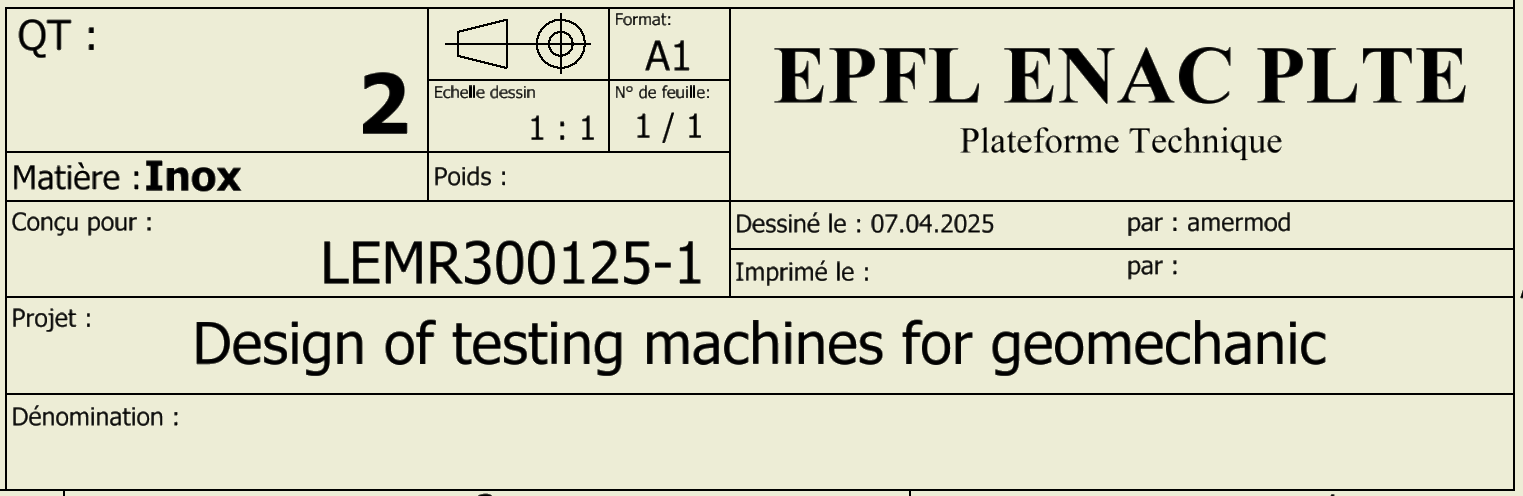 QT :
2
Format:
A1
Echelle dessin
1 : 1
N° de feuille:
1 / 1
EPFL ENAC PLTE
Plateforme Technique
Matière : Inox
Poids :
Conçu pour :
LEMR300125-1
Dessiné le : 07.04.2025 par : amermod
Imprimé le : par :
Projet :
Design of testing machines for geomechanic
Dénomination :